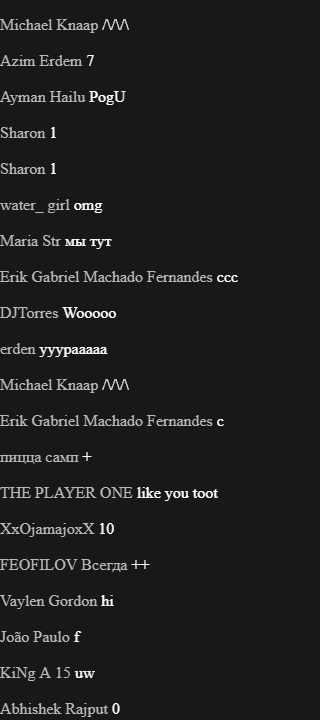 Michael Knaap /\/\/\
Azim Erdem 7
Ayman Hailu PogU
Sharon 1
Sharon 1
water_ girl omg
Maria Str мы тут
Erik Gabriel Machado Fernandes ccc
DJTorres Wooooo
erden ууурааааа
Michael Knaap /\/\/\
Erik Gabriel Machado Fernandes c
пицца самп +
THE PLAYER ONE like you toot
XxOjamajoxX 10
FEOFILOV Всегда ++
Vaylen Gordon hi
João Paulo f
KiNg A 15 uw
Abhishek Rajput 0